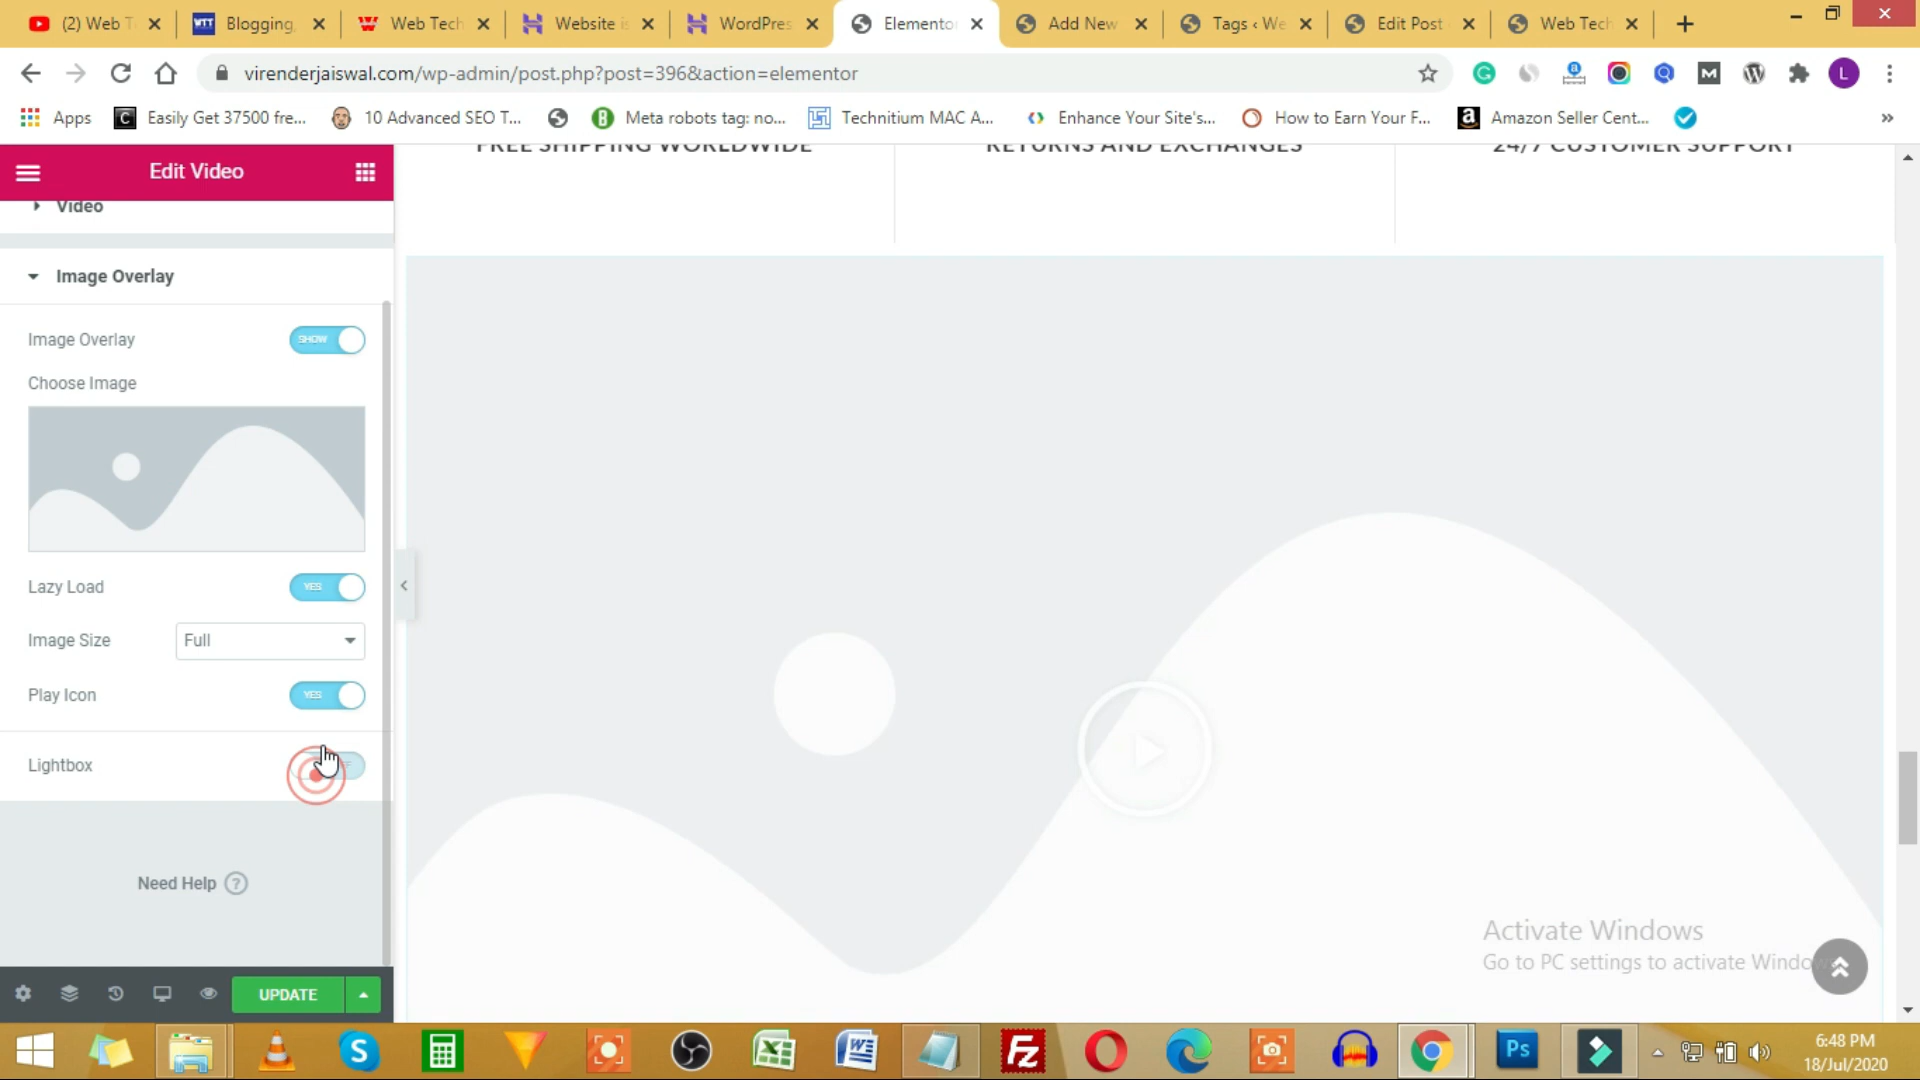 (2) Web T
Blogging,
Web Tech
Website is
WordPres
Elemento
Add New
Tags ‹ We
Edit Post
Web Tech
virenderjaiswal.com/wp-admin/post.php?post=396&action=elementor
Apps
Easily Get 37500 fre...
10 Advanced SEO T...
Meta robots tag: no...
Technitium MAC A...
Enhance Your Site's...
How to Earn Your F...
Amazon Seller Cent...
Edit Video
FREE SHIPPING WORLDWIDE
RETURNS AND EXCHANGES
24/7 CUSTOMER SUPPORT
Video
Image Overlay
Image Overlay
SHOW
Choose Image
Lazy Load
YES
Image Size
Full
Play Icon
YES
Lightbox
Need Help
Activate Windows
Go to PC settings to activate Windo
UPDATE
6:48 PM
18/Jul/2020